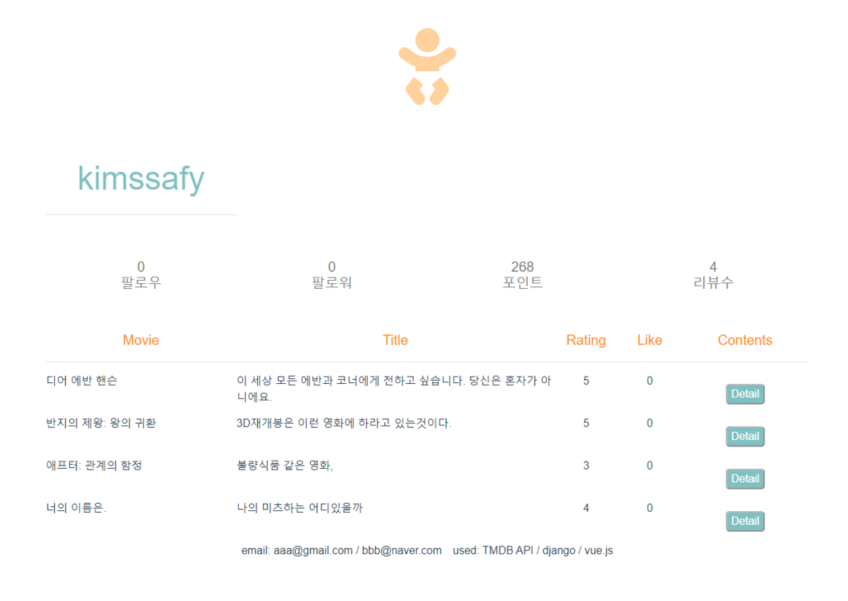 kimssafy
0 0 268 4
팔로우 팔로워 포인트 리뷰수
Movie Title Rating Like Contents
디어 에반 핸슨 이 세상 모든 에반과 코너에게 전하고 싶습니다. 당신은 혼자가 아 5 0
니에요.
Detail
반지의 제왕: 왕의 귀환 3D재개봉은 이런 영화에 하라고 있는것이다. 5 0
Detail
애프터: 관계의 함정 불량식품 같은 영화, 3 0
Detail
너의 이름은. 나의 미츠하는 어디있을까 4 0
Detail
email: aaa@gmail.com / bbb@naver.com used: TMDB API / django / vue.js